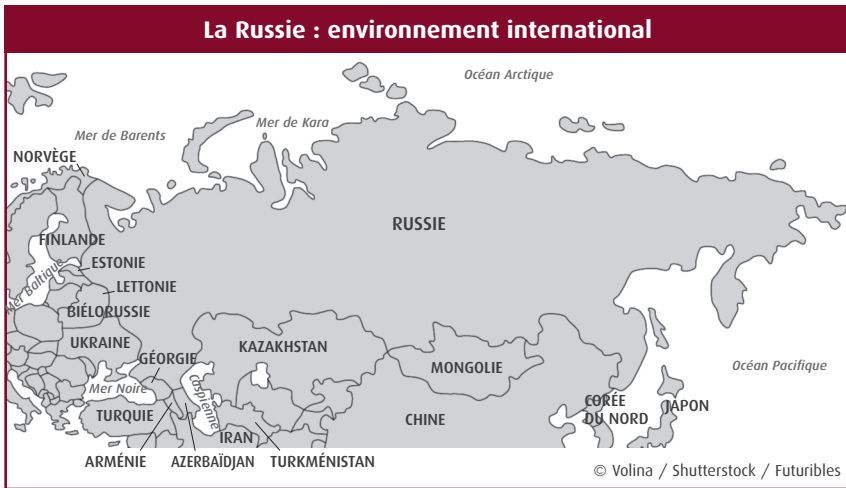 La Russie : environnement international
Océan Arctique
Mer de Kara
Mer de Barents
NORVÈGE
RUSSIE
FINLANDE
ESTONIE
Mer Baltique
LETTONIE
BIÉLORUSSIE
UKRAINE
GÉORGIE
KAZAKHSTAN
MONGOLIE
Océan Pacifique
Mer Noire
Caspienne
TURQUIE
CHINE
CORÉE
DU NORD
JAPON
IRAN
ARMÉNIE
AZERBAÏDJAN
TURKMÉNISTAN
© Volina / Shutterstock / Futuribles